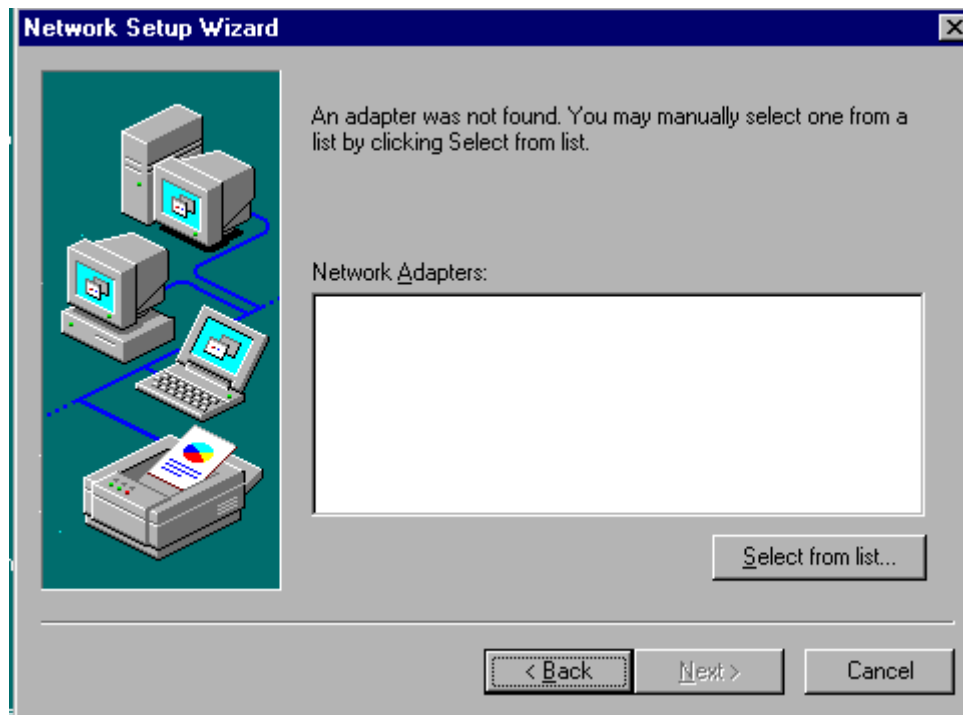 Network Setup Wizard
An adapter was not found. You may manually select one from a
list by clicking Select from list.
Network Adapters:
Select from list...
< Back
Next >
Cancel